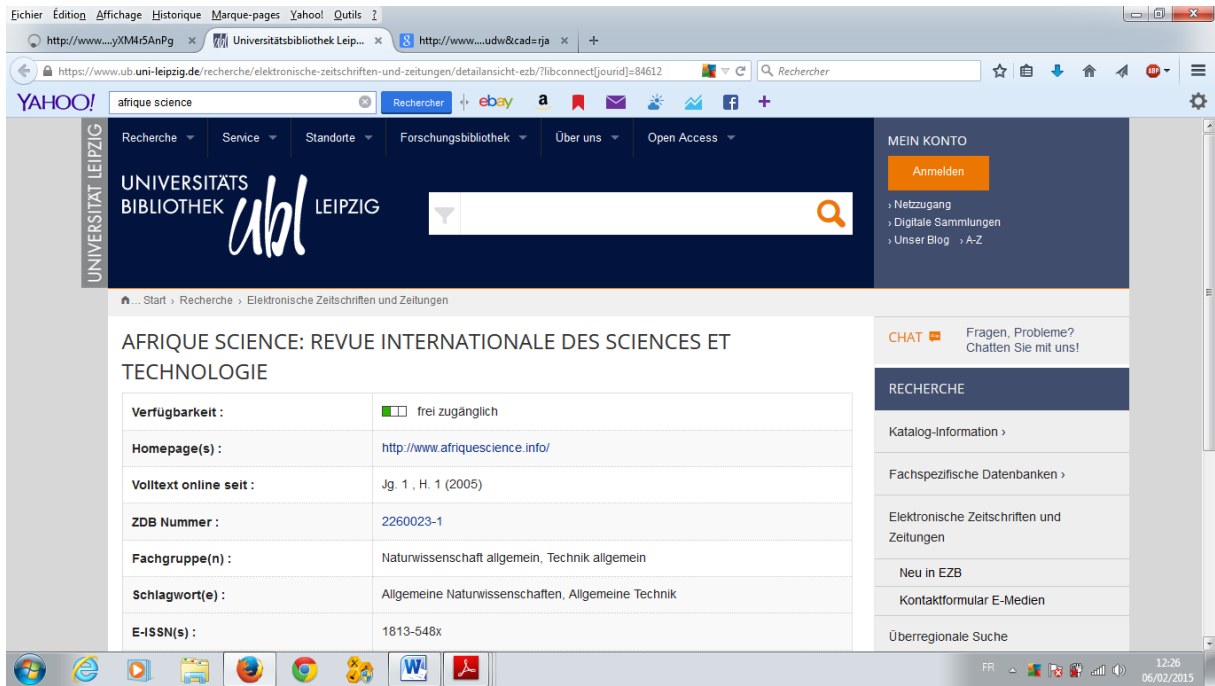 Fichier Édition Affichage Historique Marque-pages Yahoo! Outils ?
http://www....yXM4r5AnPg × Universitätsbibliothek Leip... × http://www....udw&cad=rja × +
https://www.ub.uni-leipzig.de/recherche/elektronische-zeitschriften-und-zeitungen/detailansicht-ezb/?libconnect[jourid]=84612 Rechercher
YAHOO! afrique science Rechercher ebay a
UNIVERSITÄT LEIPZIG
Recherche Service Standorte Forschungsbibliothek Über uns Open Access
UNIVERSITÄTS
BIBLIOTHEK ubl LEIPZIG
MEIN KONTO
Anmelden
› Netzzugang
› Digitale Sammlungen
› Unser Blog › A-Z
... Start › Recherche › Elektronische Zeitschriften und Zeitungen
AFRIQUE SCIENCE: REVUE INTERNATIONALE DES SCIENCES ET
TECHNOLOGIE
Verfügbarkeit : frei zugänglich
Homepage(s) : http://www.afriquescience.info/
Volltext online seit : Jg. 1 , H. 1 (2005)
ZDB Nummer : 2260023-1
Fachgruppe(n) : Naturwissenschaft allgemein, Technik allgemein
Schlagwort(e) : Allgemeine Naturwissenschaften, Allgemeine Technik
E-ISSN(s) : 1813-548x
CHAT Fragen, Probleme?
Chatten Sie mit uns!
RECHERCHE
Katalog-Information ›
Fachspezifische Datenbanken ›
Elektronische Zeitschriften und
Zeitungen
Neu in EZB
Kontaktformular E-Medien
Überregionale Suche
FR 12:26
06/02/2015